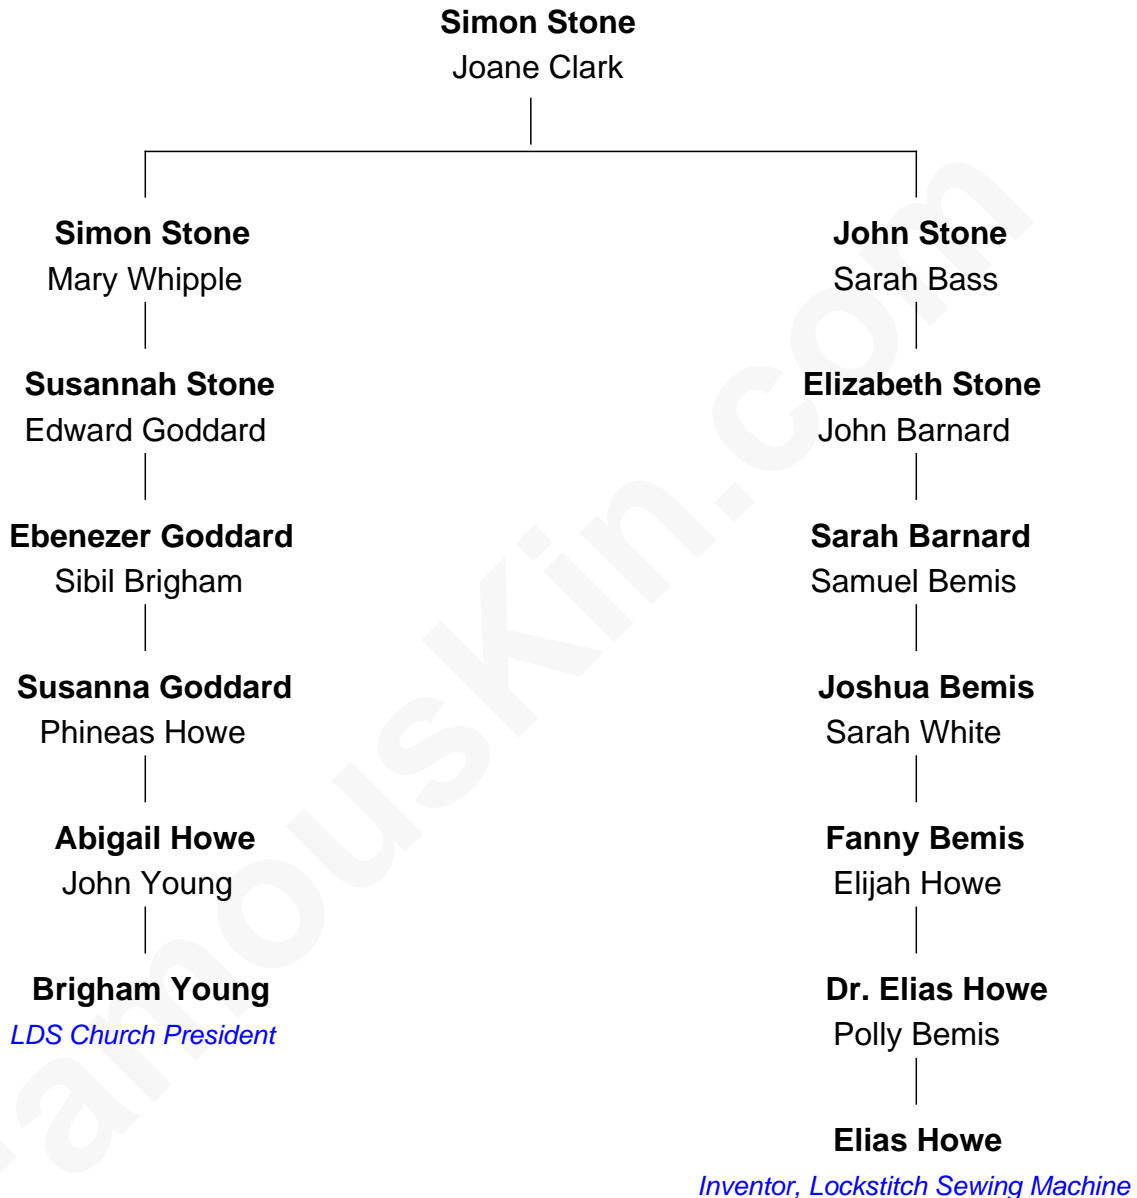 Simon Stone
Joane Clark
Simon Stone
Mary Whipple
Susannah Stone
Edward Goddard
Ebenezer Goddard
Sibil Brigham
Susanna Goddard
Phineas Howe
Abigail Howe
John Young
Brigham Young
LDS Church President
John Stone
Sarah Bass
Elizabeth Stone
John Barnard
Sarah Barnard
Samuel Bemis
Joshua Bemis
Sarah White
Fanny Bemis
Elijah Howe
Dr. Elias Howe
Polly Bemis
Elias Howe
Inventor, Lockstitch Sewing Machine
FamousKin.com